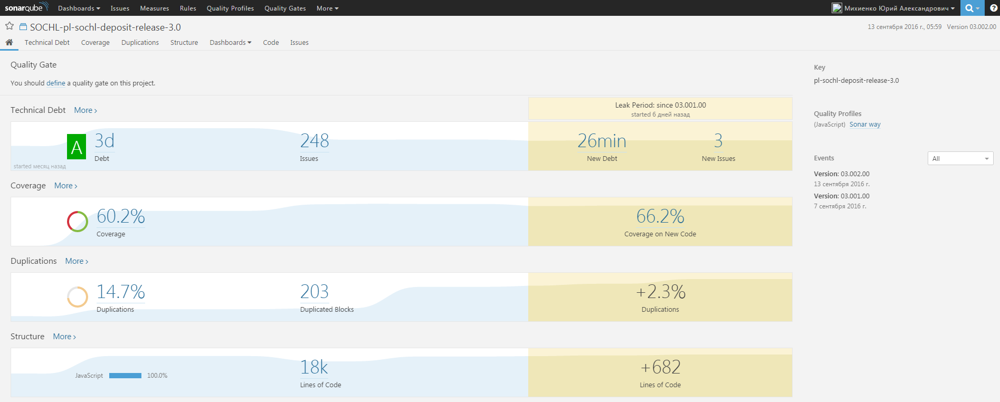 sonarqube Dashboards Issues Measures Rules Quality Profiles Quality Gates More Михиенко Юрий Александрович ?
SOCHL-pl-sochl-deposit-release-3.0 13 сентября 2016 г., 05:59 Version 03.002.00
Technical Debt Coverage Duplications Structure Dashboards Code Issues
Quality Gate
You should define a quality gate on this project.
Technical Debt More ›
Leak Period: since 03.001.00
started 6 дней назад
A 3d 248 26min 3
Debt Issues New Debt New Issues
started месяц назад
Coverage More ›
60.2% 66.2%
Coverage Coverage on New Code
Duplications More ›
14.7% 203 +2.3%
Duplications Duplicated Blocks Duplications
Structure More ›
JavaScript 100.0% 18k +682
Lines of Code Lines of Code
Key
pl-sochl-deposit-release-3.0
Quality Profiles
(JavaScript) Sonar way
Events All
Version: 03.002.00
13 сентября 2016 г.
Version: 03.001.00
7 сентября 2016 г.